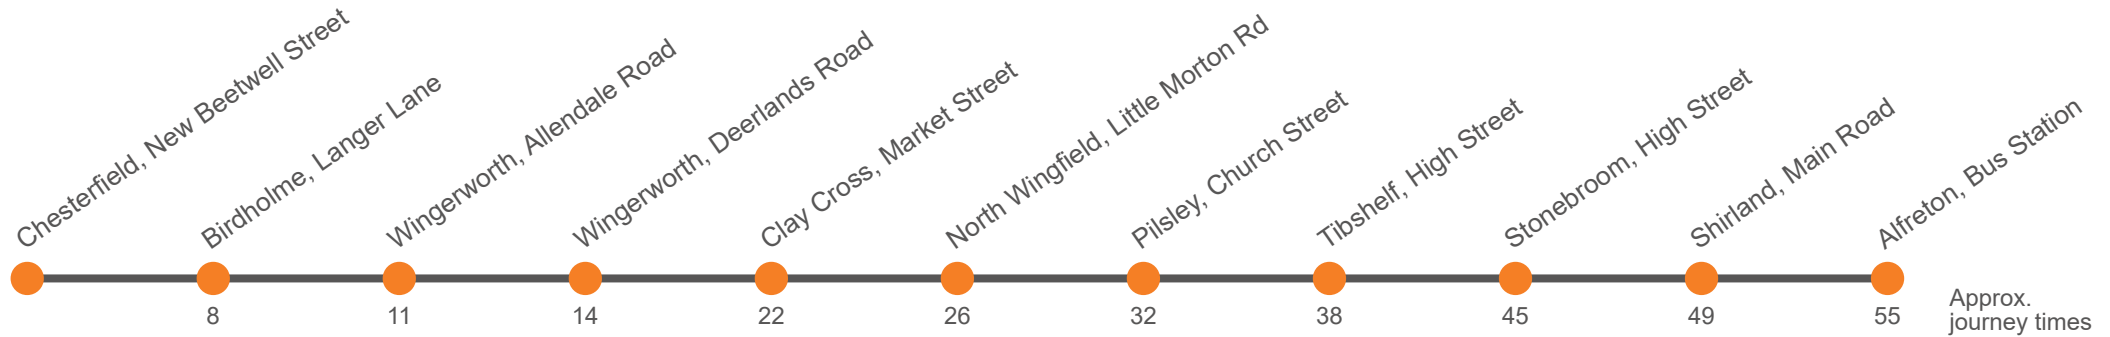 Chesterfield, New Beetwell Street
Birdholme, Langer Lane
Wingerworth, Allendale Road
Wingerworth, Deerlands Road
Clay Cross, Market Street
North Wingfield, Little Morton Rd
Pilsley, Church Street
Tibshelf, High Street
Stonebroom, High Street
Shirland, Main Road
Alfreton, Bus Station
8
11
14
22
26
32
38
45
49
55
Approx.
journey times